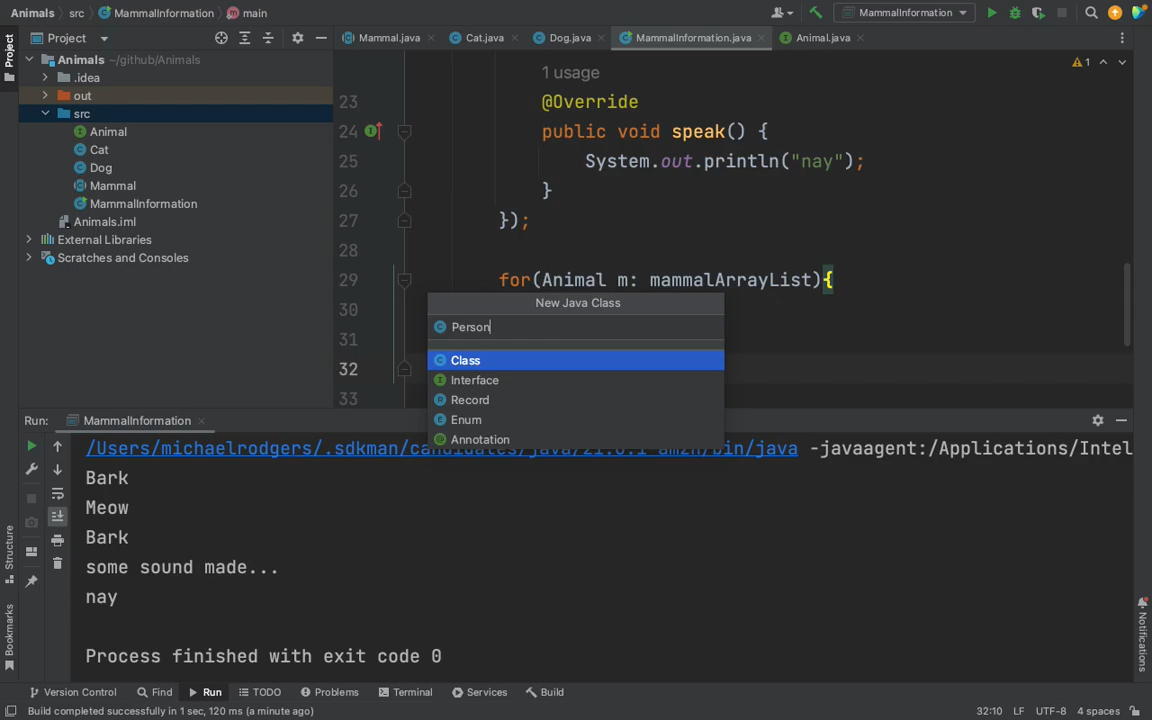 Animals src MammalInformation main
MammalInformation
Project
Mammal.java Cat.java Dog.java MammalInformation.java Animal.java
Project
Animals ~/github/Animals
.idea
out
src
Animal
Cat
Dog
Mammal
MammalInformation
Animals.iml
External Libraries
Scratches and Consoles
1
1 usage
23 @Override
24 public void speak() {
25 System.out.println("nay");
26 }
27 });
28
29 for(Animal m: mammalArrayList){
30
31
32
33
New Java Class
Person
Class
Interface
Record
Enum
Annotation
Run: MammalInformation
/Users/michaelrodgers/.sdkman/candidates/java/21.0.1-amzn/bin/java -javaagent:/Applications/Intel
Bark
Meow
Bark
some sound made...
nay
Process finished with exit code 0
Structure
Bookmarks
Notifications
Version Control Find Run TODO Problems Terminal Services Build
Build completed successfully in 1 sec, 120 ms (a minute ago) 32:10 LF UTF-8 4 spaces